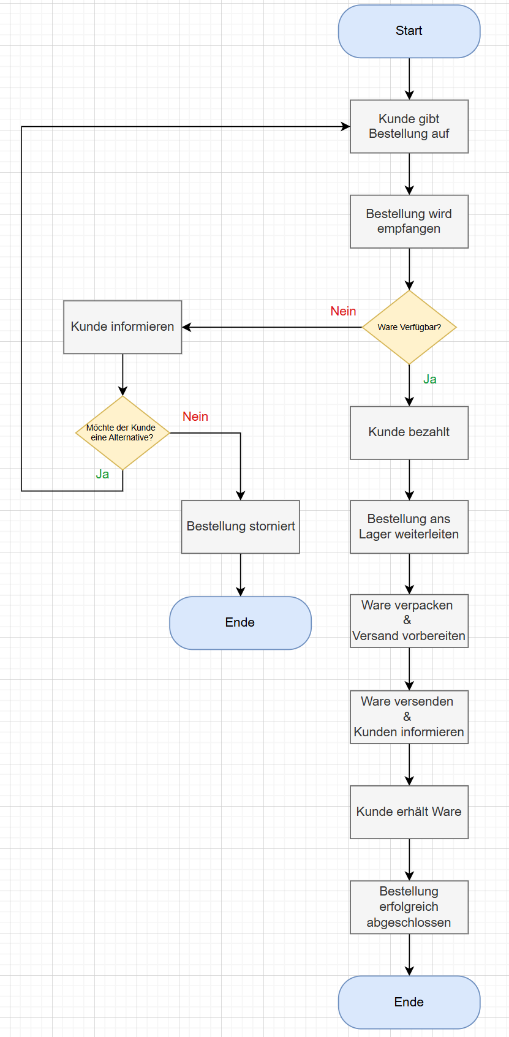 Start
Kunde gibt
Bestellung auf
Bestellung wird
empfangen
Ware Verfügbar?
Nein
Kunde informieren
Möchte der Kunde
eine Alternative?
Ja
Nein
Bestellung storniert
Ende
Ja
Kunde bezahlt
Bestellung ans
Lager weiterleiten
Ware verpacken
&
Versand vorbereiten
Ware versenden
&
Kunden informieren
Kunde erhält Ware
Bestellung
erfolgreich
abgeschlossen
Ende